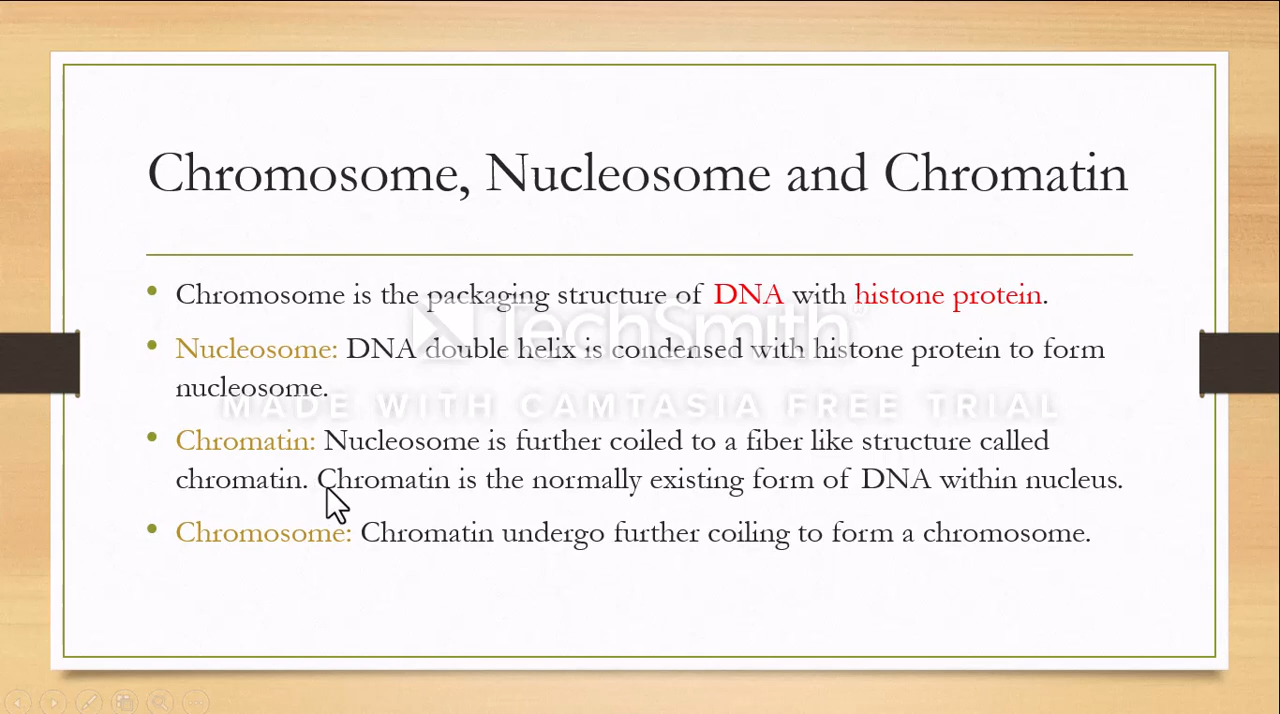 Chromosome, Nucleosome and Chromatin
• Chromosome is the packaging structure of DNA with histone protein.
TechSmith
• Nucleosome: DNA double helix is condensed with histone protein to form
nucleosome.
MADE WITH CAMTASIA FREE TRIAL
• Chromatin: Nucleosome is further coiled to a fiber like structure called
chromatin. Chromatin is the normally existing form of DNA within nucleus.
• Chromosome: Chromatin undergo further coiling to form a chromosome.